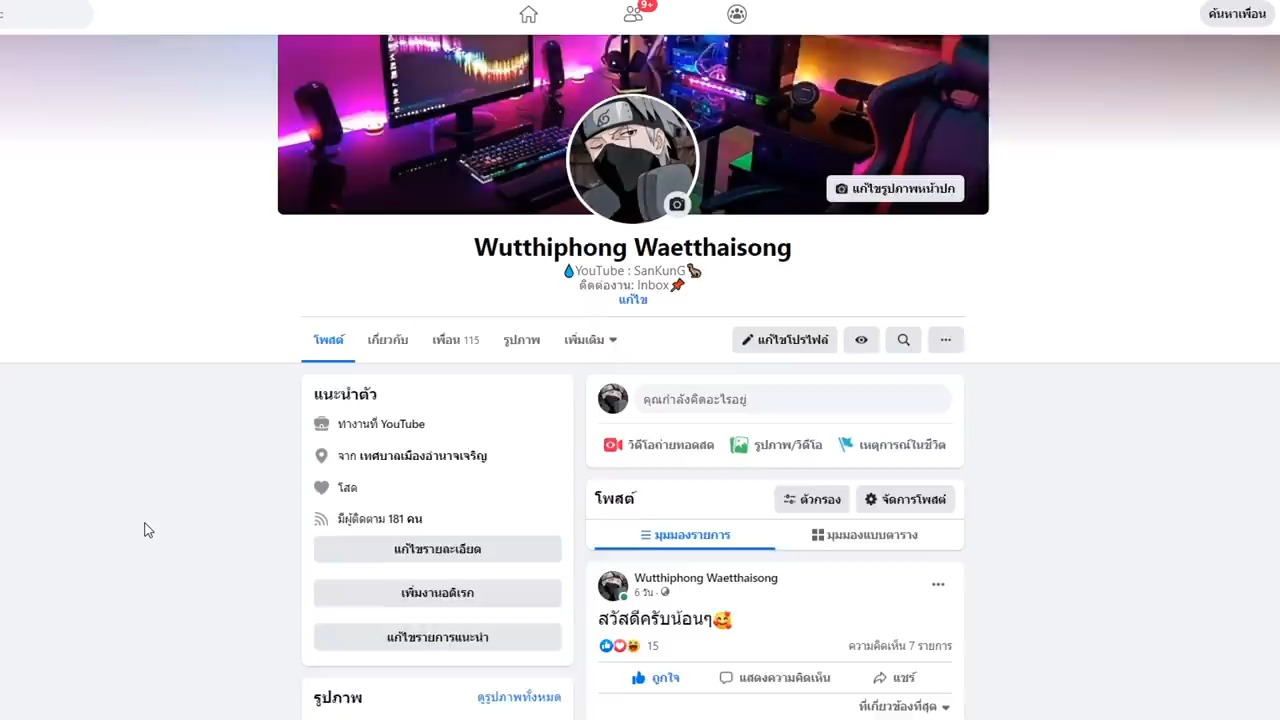 9+
ค้นหาเพื่อน
แก้ไขรูปภาพหน้าปก
Wutthiphong Waetthaisong
YouTube : SanKunG
ติดต่องาน: Inbox
แก้ไข
โพสต์ เกี่ยวกับ เพื่อน 115 รูปภาพ เพิ่มเติม
แก้ไขโปรไฟล์
แนะนำตัว
ทำงานที่ YouTube
จาก เทศบาลเมืองอำนาจเจริญ
โสด
มีผู้ติดตาม 181 คน
แก้ไขรายละเอียด
เพิ่มงานอดิเรก
แก้ไขรายการแนะนำ
รูปภาพ ดูรูปภาพทั้งหมด
คุณกำลังคิดอะไรอยู่
วิดีโอถ่ายทอดสด รูปภาพ/วิดีโอ เหตุการณ์ในชีวิต
โพสต์ ตัวกรอง จัดการโพสต์
มุมมองรายการ มุมมองแบบตาราง
Wutthiphong Waetthaisong
6 วัน ·
สวัสดีครับน้อนๆ🥰
15 ความคิดเห็น 7 รายการ
ถูกใจ แสดงความคิดเห็น แชร์
ที่เกี่ยวข้องที่สุด